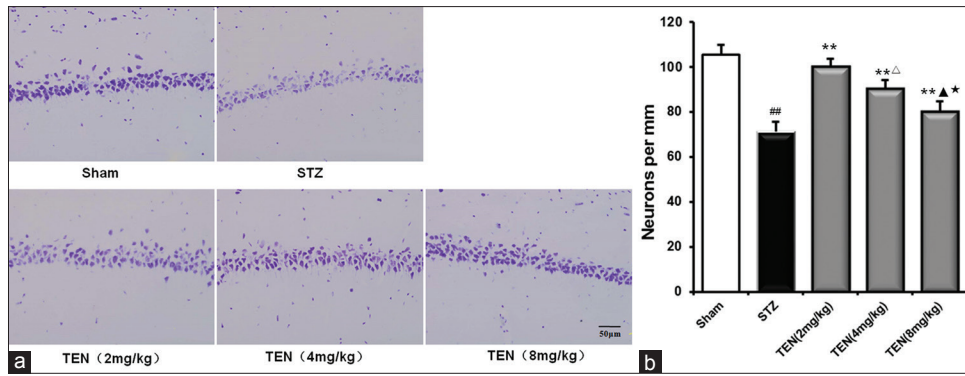 Sham
STZ
50μm
TEN（2mg/kg）
TEN（4mg/kg）
TEN（8mg/kg）
a
Neurons per mm
120
100
80
60
40
20
0
##
**
**△
**▲★
Sham
STZ
TEN(2mg/kg)
TEN(4mg/kg)
TEN(8mg/kg)
b